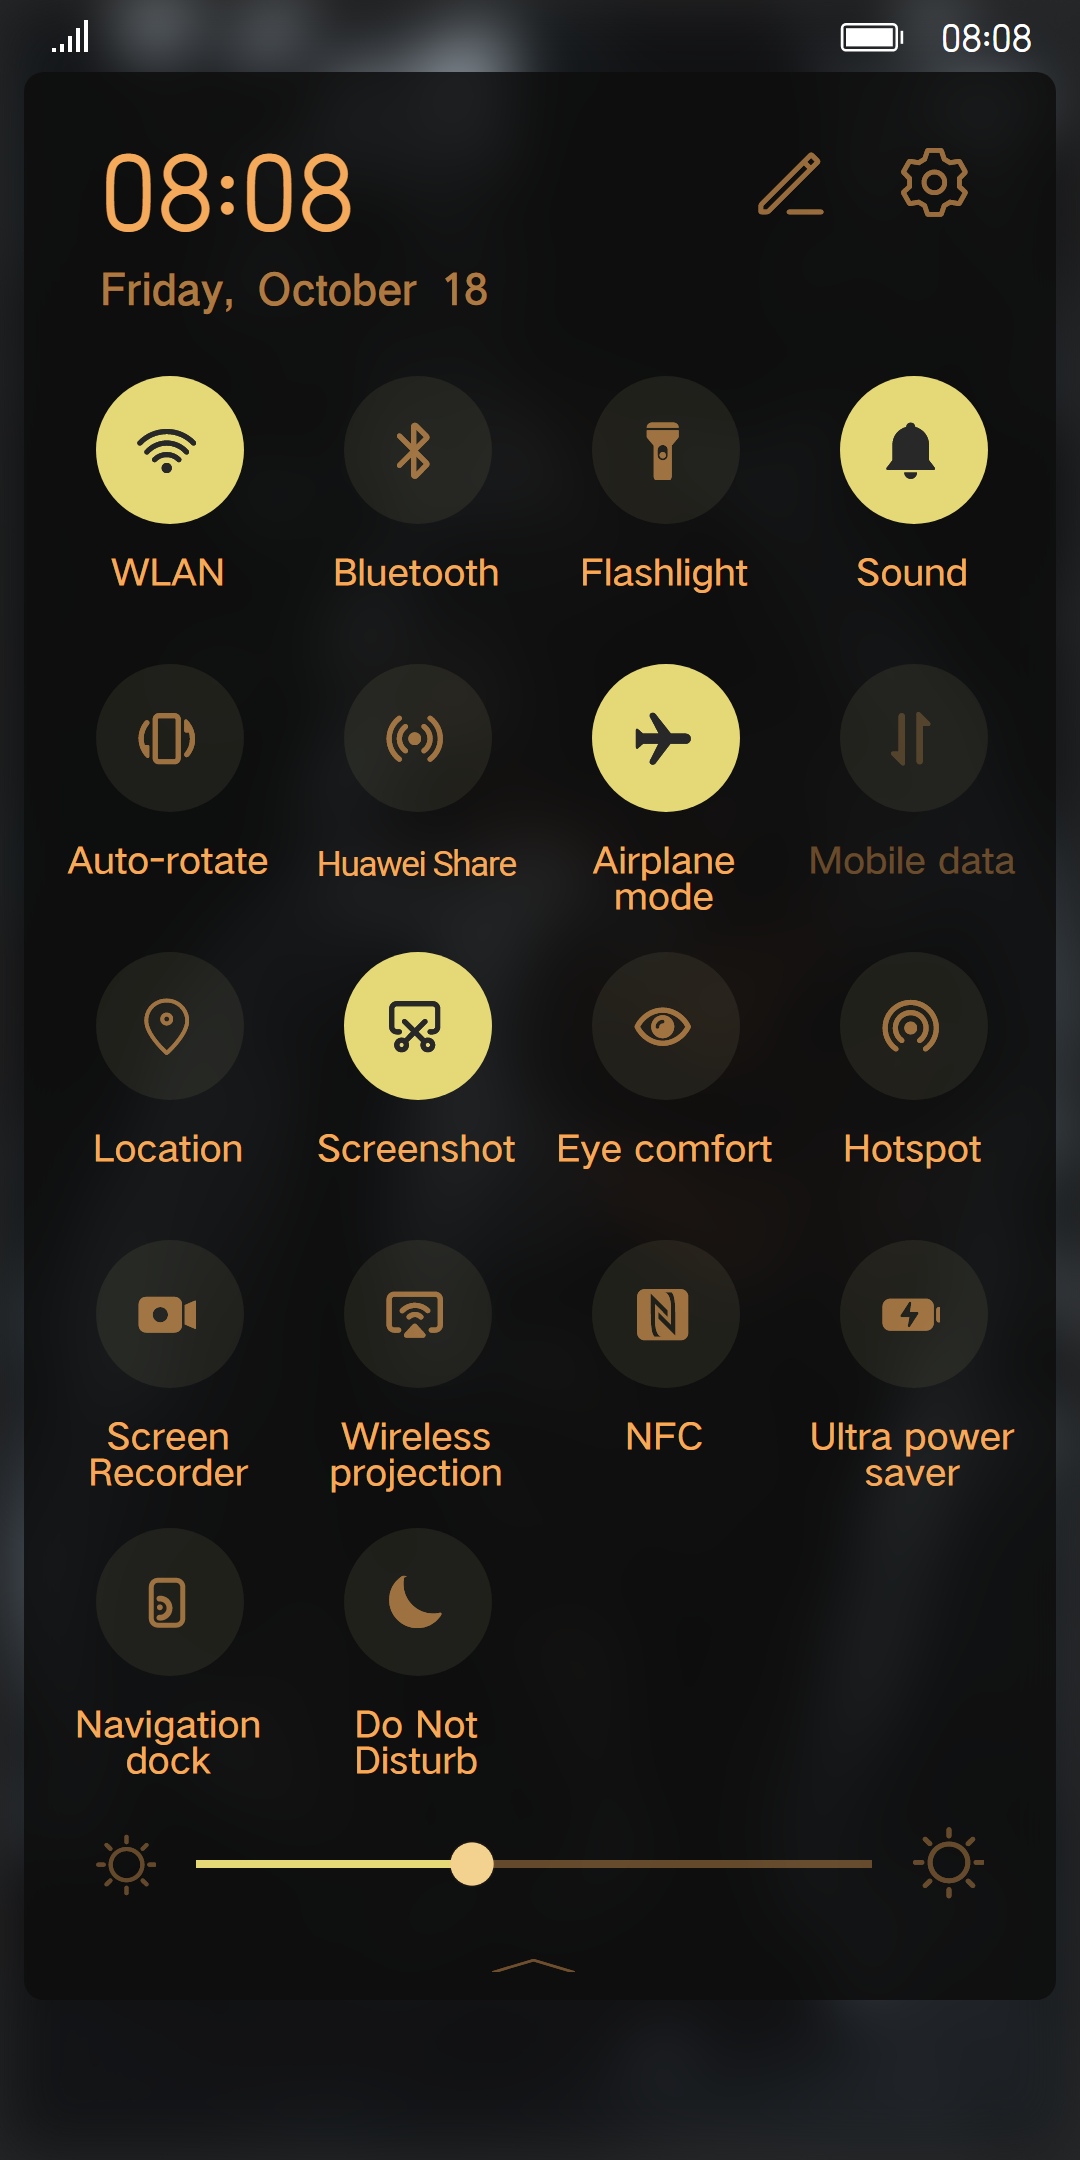 08:08
08:08
Friday, October 18
WLAN
Bluetooth
Flashlight
Sound
Auto-rotate
Huawei Share
Airplane
mode
Mobile data
Location
Screenshot
Eye comfort
Hotspot
Screen
Recorder
Wireless
projection
NFC
Ultra power
saver
Navigation
dock
Do Not
Disturb